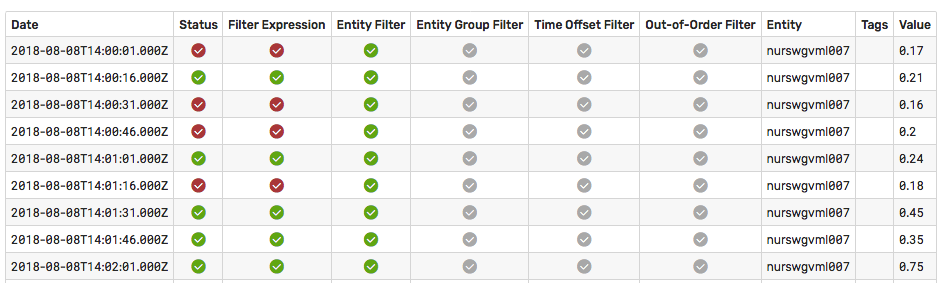 Date Status Filter Expression Entity Filter Entity Group Filter Time Offset Filter Out-of-Order Filter Entity Tags Value
2018-08-08T14:00:01.000Z nurswgvml007 0.17
2018-08-08T14:00:16.000Z nurswgvml007 0.21
2018-08-08T14:00:31.000Z nurswgvml007 0.16
2018-08-08T14:00:46.000Z nurswgvml007 0.2
2018-08-08T14:01:01.000Z nurswgvml007 0.24
2018-08-08T14:01:16.000Z nurswgvml007 0.18
2018-08-08T14:01:31.000Z nurswgvml007 0.45
2018-08-08T14:01:46.000Z nurswgvml007 0.35
2018-08-08T14:02:01.000Z nurswgvml007 0.75